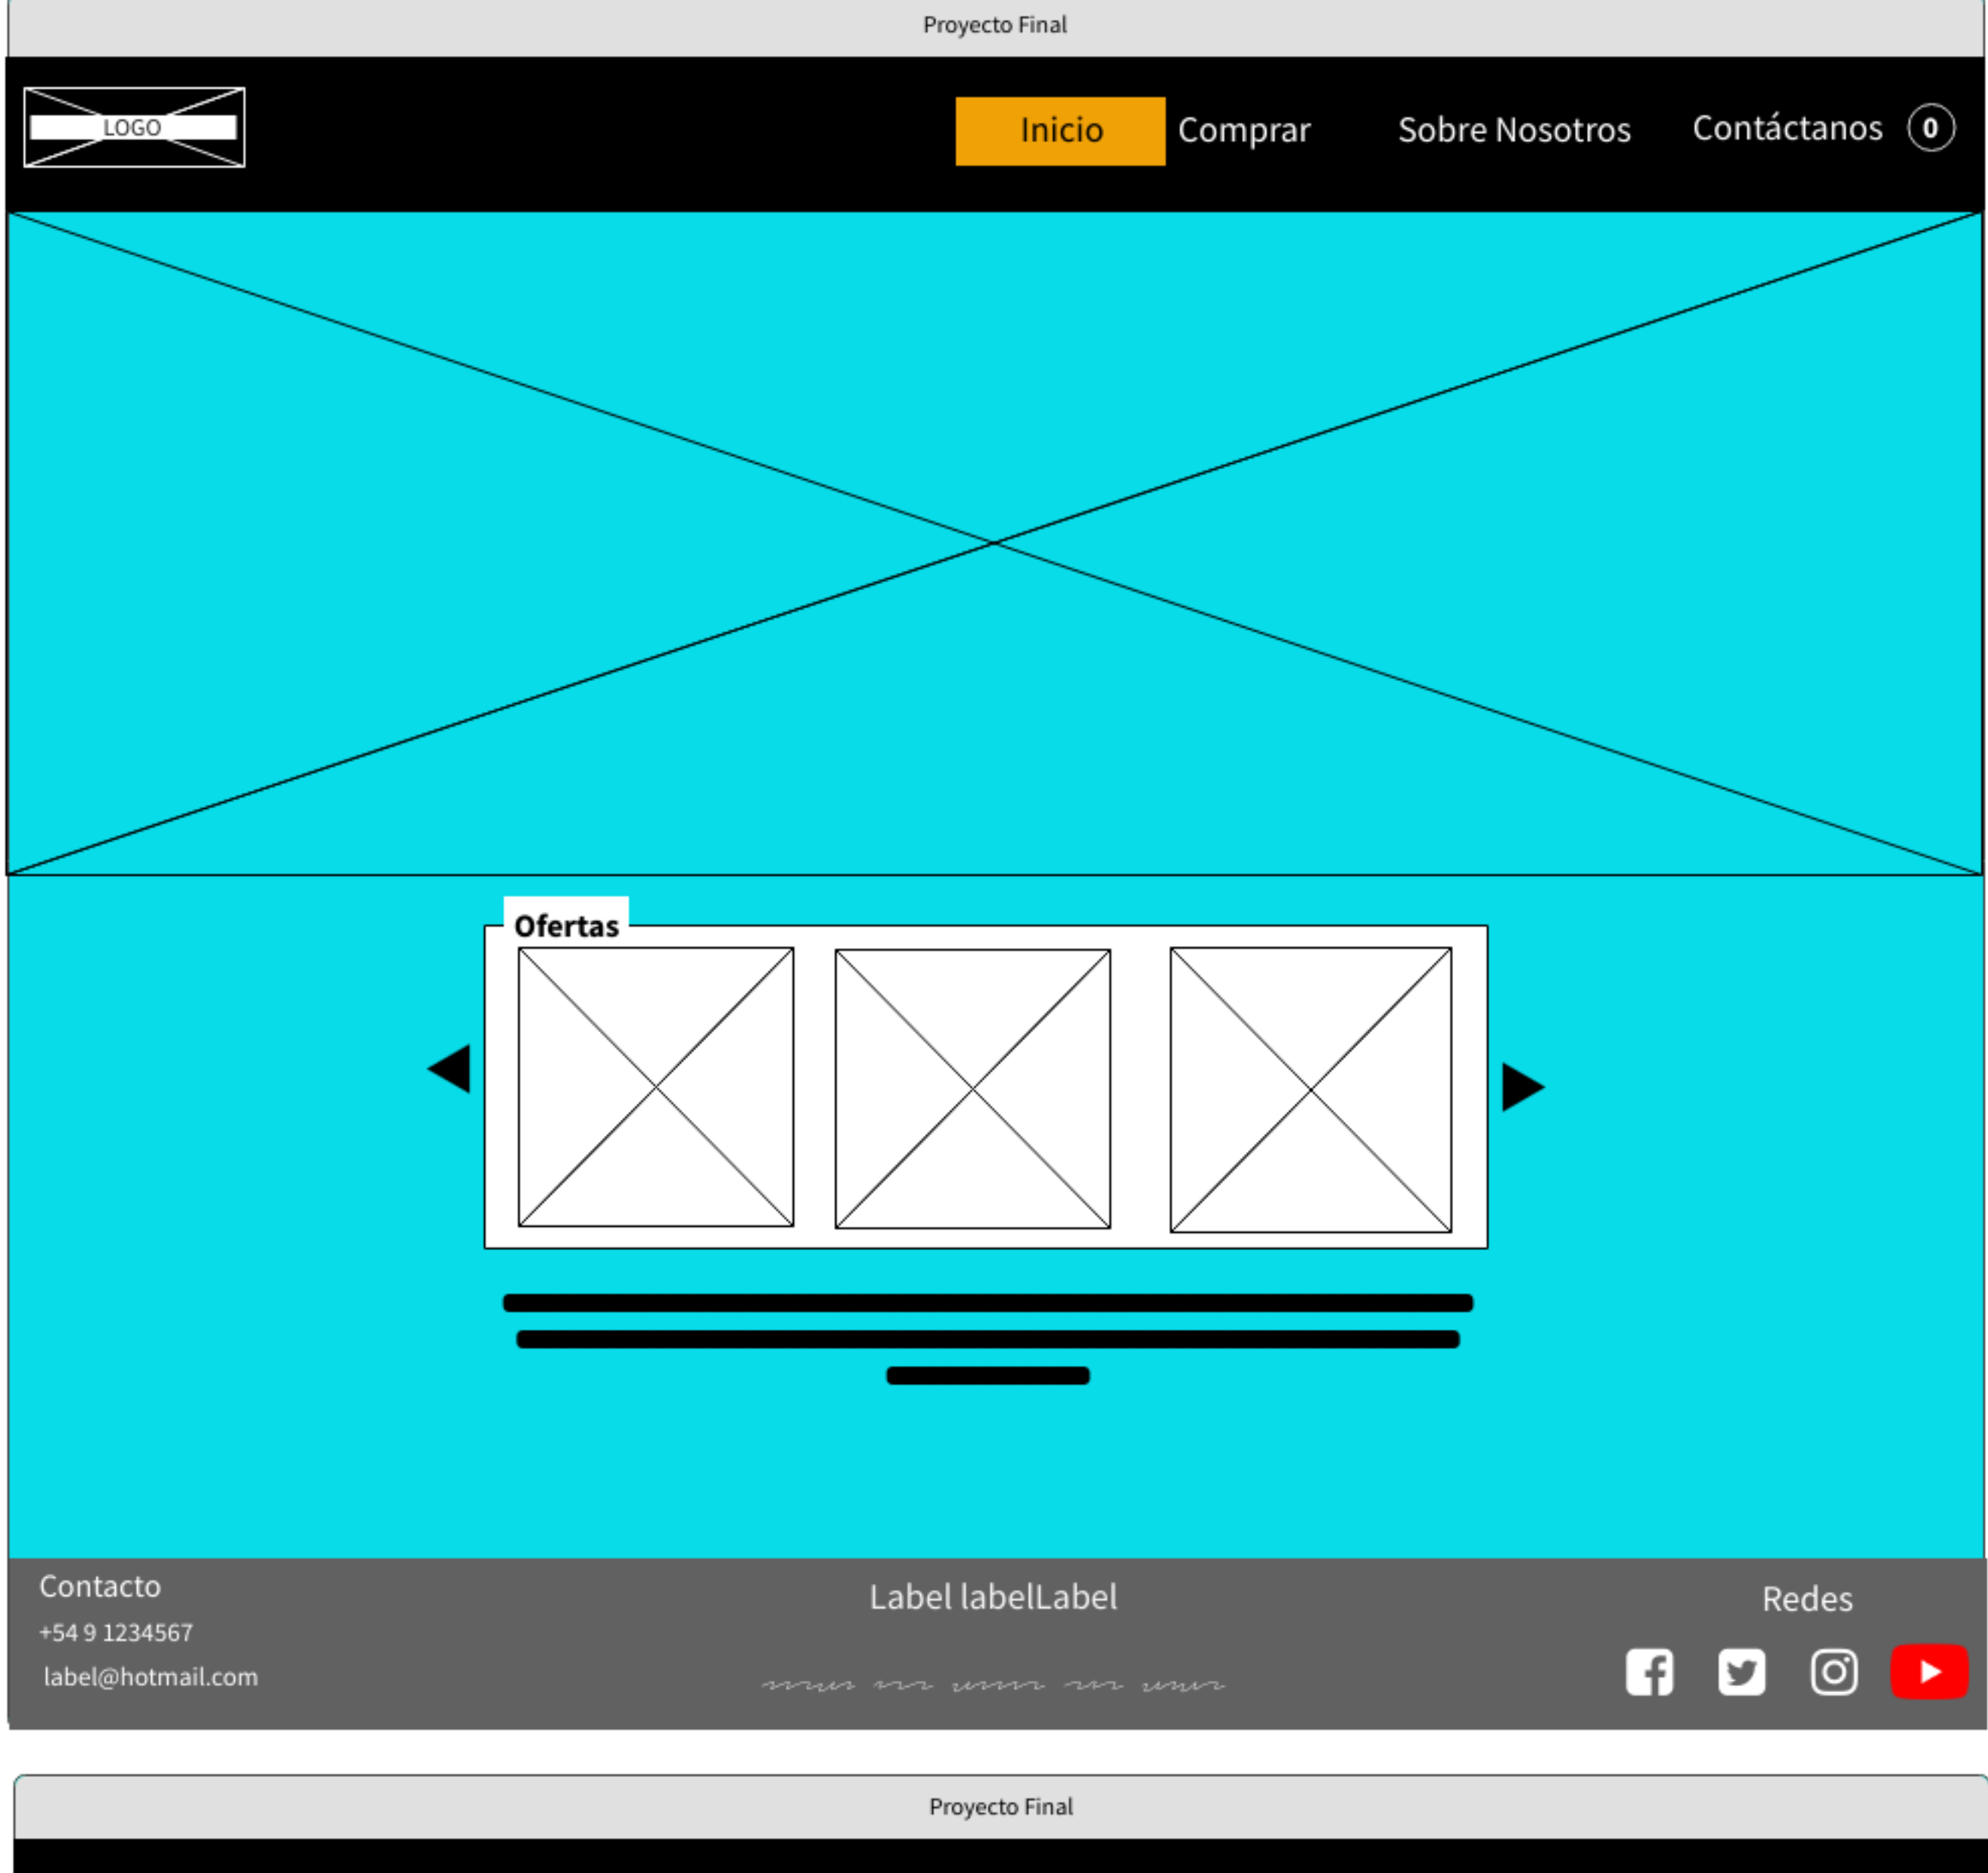 Proyecto Final
LOGO
Inicio
Comprar
Sobre Nosotros
Contáctanos
0
Ofertas
Contacto
+54 9 1234567
label@hotmail.com
Label labelLabel
Redes
Proyecto Final